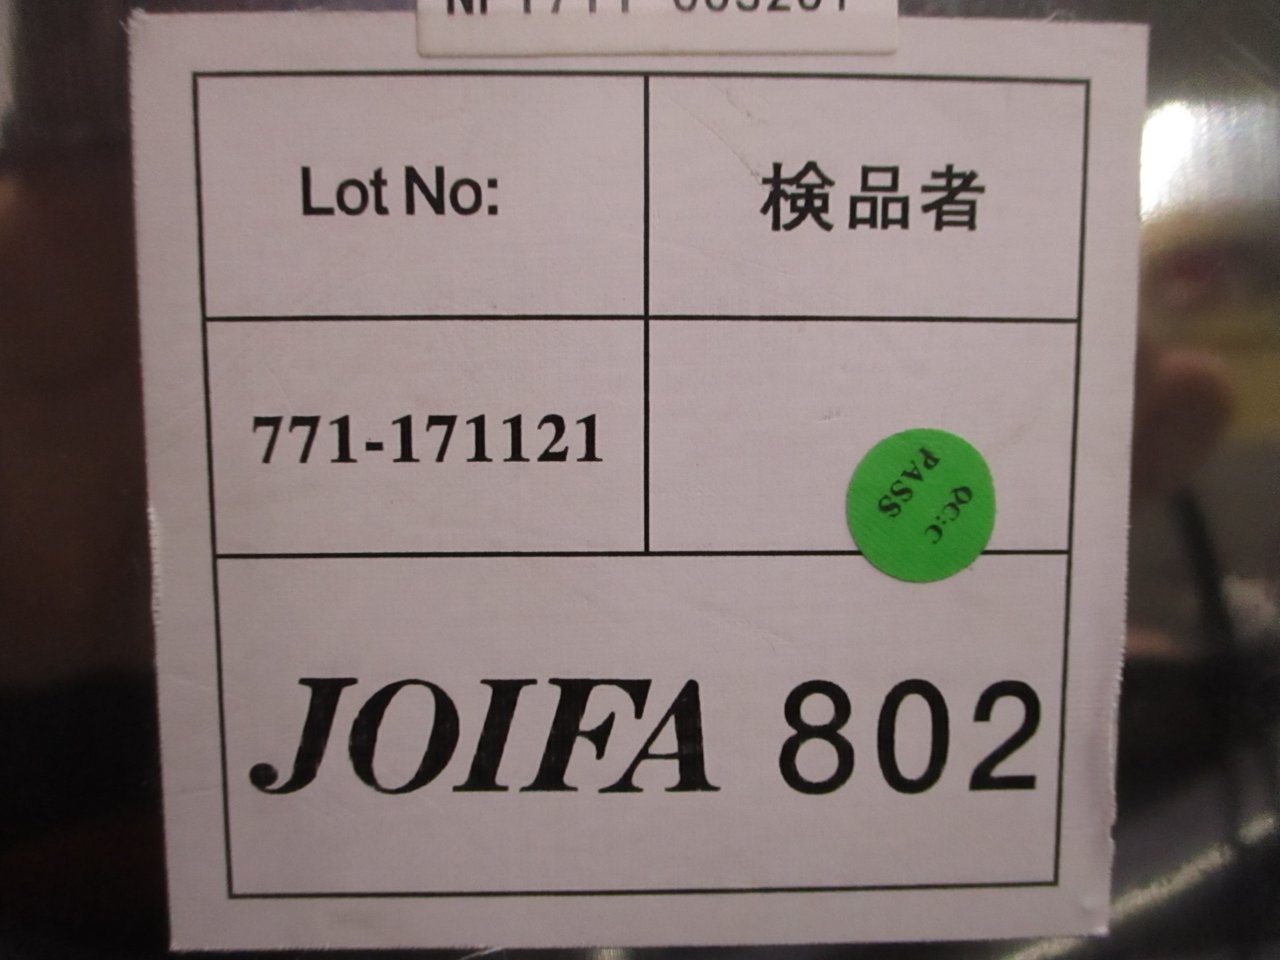 Lot No:
検品者
771-171121
QC:C
PASS
JOIFA 802